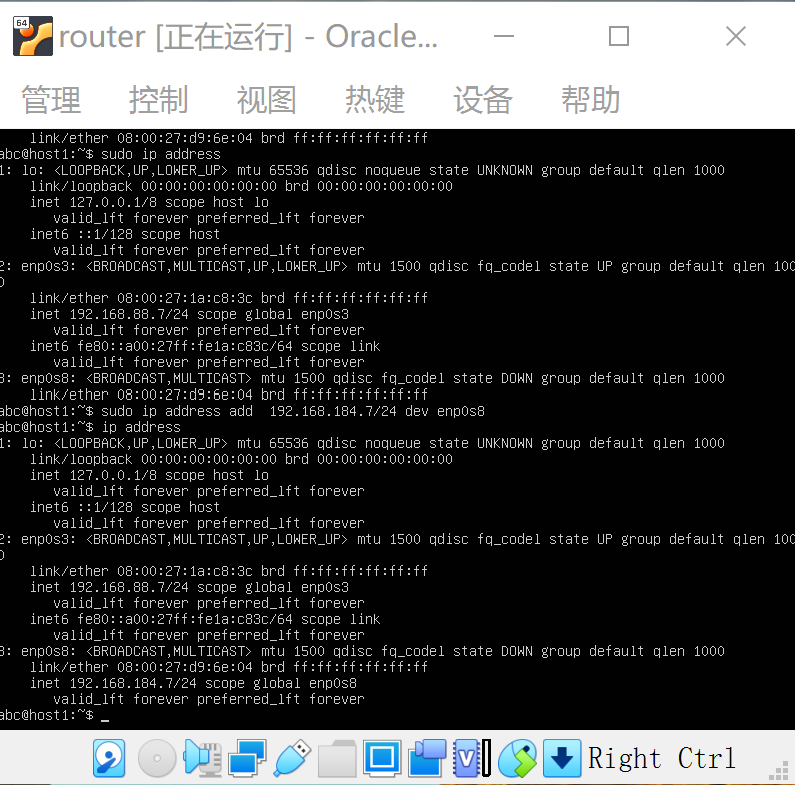 64
router [正在运行] - Oracle...
管理 控制 视图 热键 设备 帮助
link/ether 08:00:27:d9:6e:04 brd ff:ff:ff:ff:ff:ff
abc@host1:~$ sudo ip address
1: lo: <LOOPBACK,UP,LOWER_UP> mtu 65536 qdisc noqueue state UNKNOWN group default qlen 1000
link/loopback 00:00:00:00:00:00 brd 00:00:00:00:00:00
inet 127.0.0.1/8 scope host lo
valid_lft forever preferred_lft forever
inet6 ::1/128 scope host
valid_lft forever preferred_lft forever
2: enp0s3: <BROADCAST,MULTICAST,UP,LOWER_UP> mtu 1500 qdisc fq_codel state UP group default qlen 100
0
link/ether 08:00:27:1a:c8:3c brd ff:ff:ff:ff:ff:ff
inet 192.168.88.7/24 scope global enp0s3
valid_lft forever preferred_lft forever
inet6 fe80::a00:27ff:fe1a:c83c/64 scope link
valid_lft forever preferred_lft forever
3: enp0s8: <BROADCAST,MULTICAST> mtu 1500 qdisc fq_codel state DOWN group default qlen 1000
link/ether 08:00:27:d9:6e:04 brd ff:ff:ff:ff:ff:ff
abc@host1:~$ sudo ip address add  192.168.184.7/24 dev enp0s8
abc@host1:~$ ip address
1: lo: <LOOPBACK,UP,LOWER_UP> mtu 65536 qdisc noqueue state UNKNOWN group default qlen 1000
link/loopback 00:00:00:00:00:00 brd 00:00:00:00:00:00
inet 127.0.0.1/8 scope host lo
valid_lft forever preferred_lft forever
inet6 ::1/128 scope host
valid_lft forever preferred_lft forever
2: enp0s3: <BROADCAST,MULTICAST,UP,LOWER_UP> mtu 1500 qdisc fq_codel state UP group default qlen 100
0
link/ether 08:00:27:1a:c8:3c brd ff:ff:ff:ff:ff:ff
inet 192.168.88.7/24 scope global enp0s3
valid_lft forever preferred_lft forever
inet6 fe80::a00:27ff:fe1a:c83c/64 scope link
valid_lft forever preferred_lft forever
3: enp0s8: <BROADCAST,MULTICAST> mtu 1500 qdisc fq_codel state DOWN group default qlen 1000
link/ether 08:00:27:d9:6e:04 brd ff:ff:ff:ff:ff:ff
inet 192.168.184.7/24 scope global enp0s8
valid_lft forever preferred_lft forever
abc@host1:~$ _
V
Right Ctrl